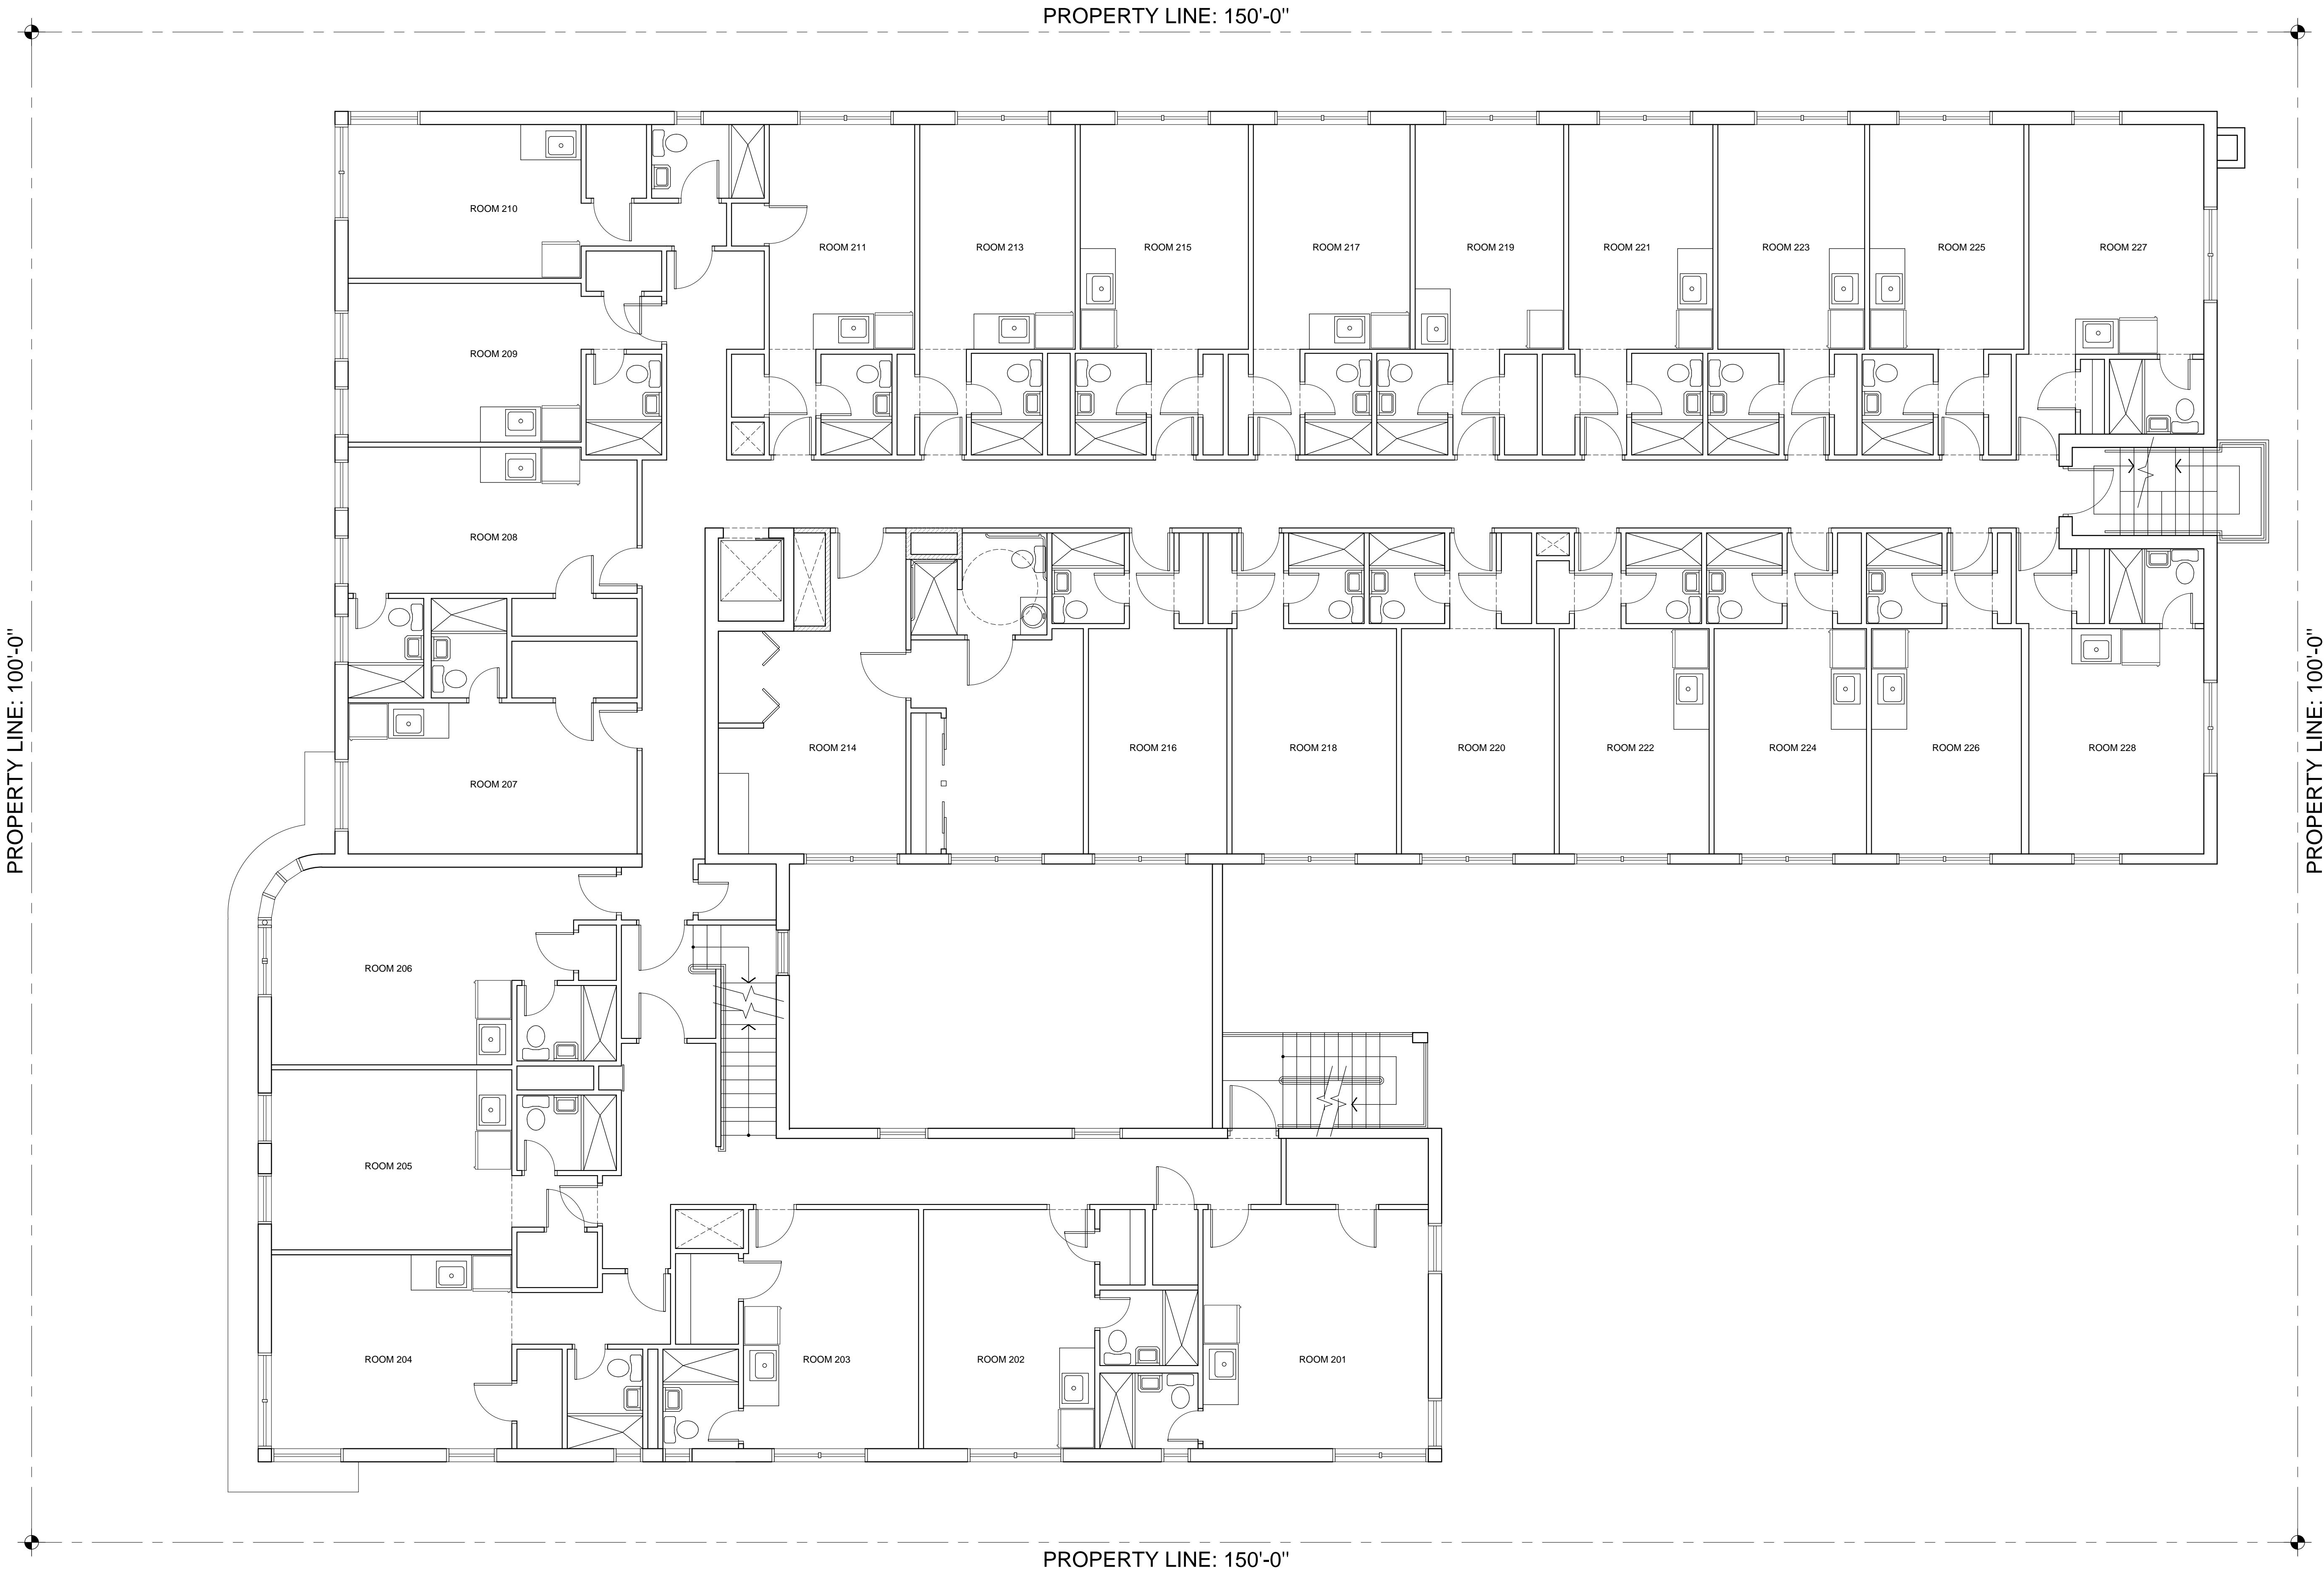 PROPERTY LINE: 150'-0"
ROOM 210
ROOM 211
ROOM 213
ROOM 215
ROOM 217
ROOM 219
ROOM 221
ROOM 223
ROOM 225
ROOM 227
ROOM 209
ROOM 208
PROPERTY LINE: 100'-0"
PROPERTY LINE: 100'-0"
ROOM 214
ROOM 216
ROOM 218
ROOM 220
ROOM 222
ROOM 224
ROOM 226
ROOM 228
ROOM 207
ROOM 206
ROOM 205
ROOM 204
ROOM 203
ROOM 202
ROOM 201
PROPERTY LINE: 150'-0"